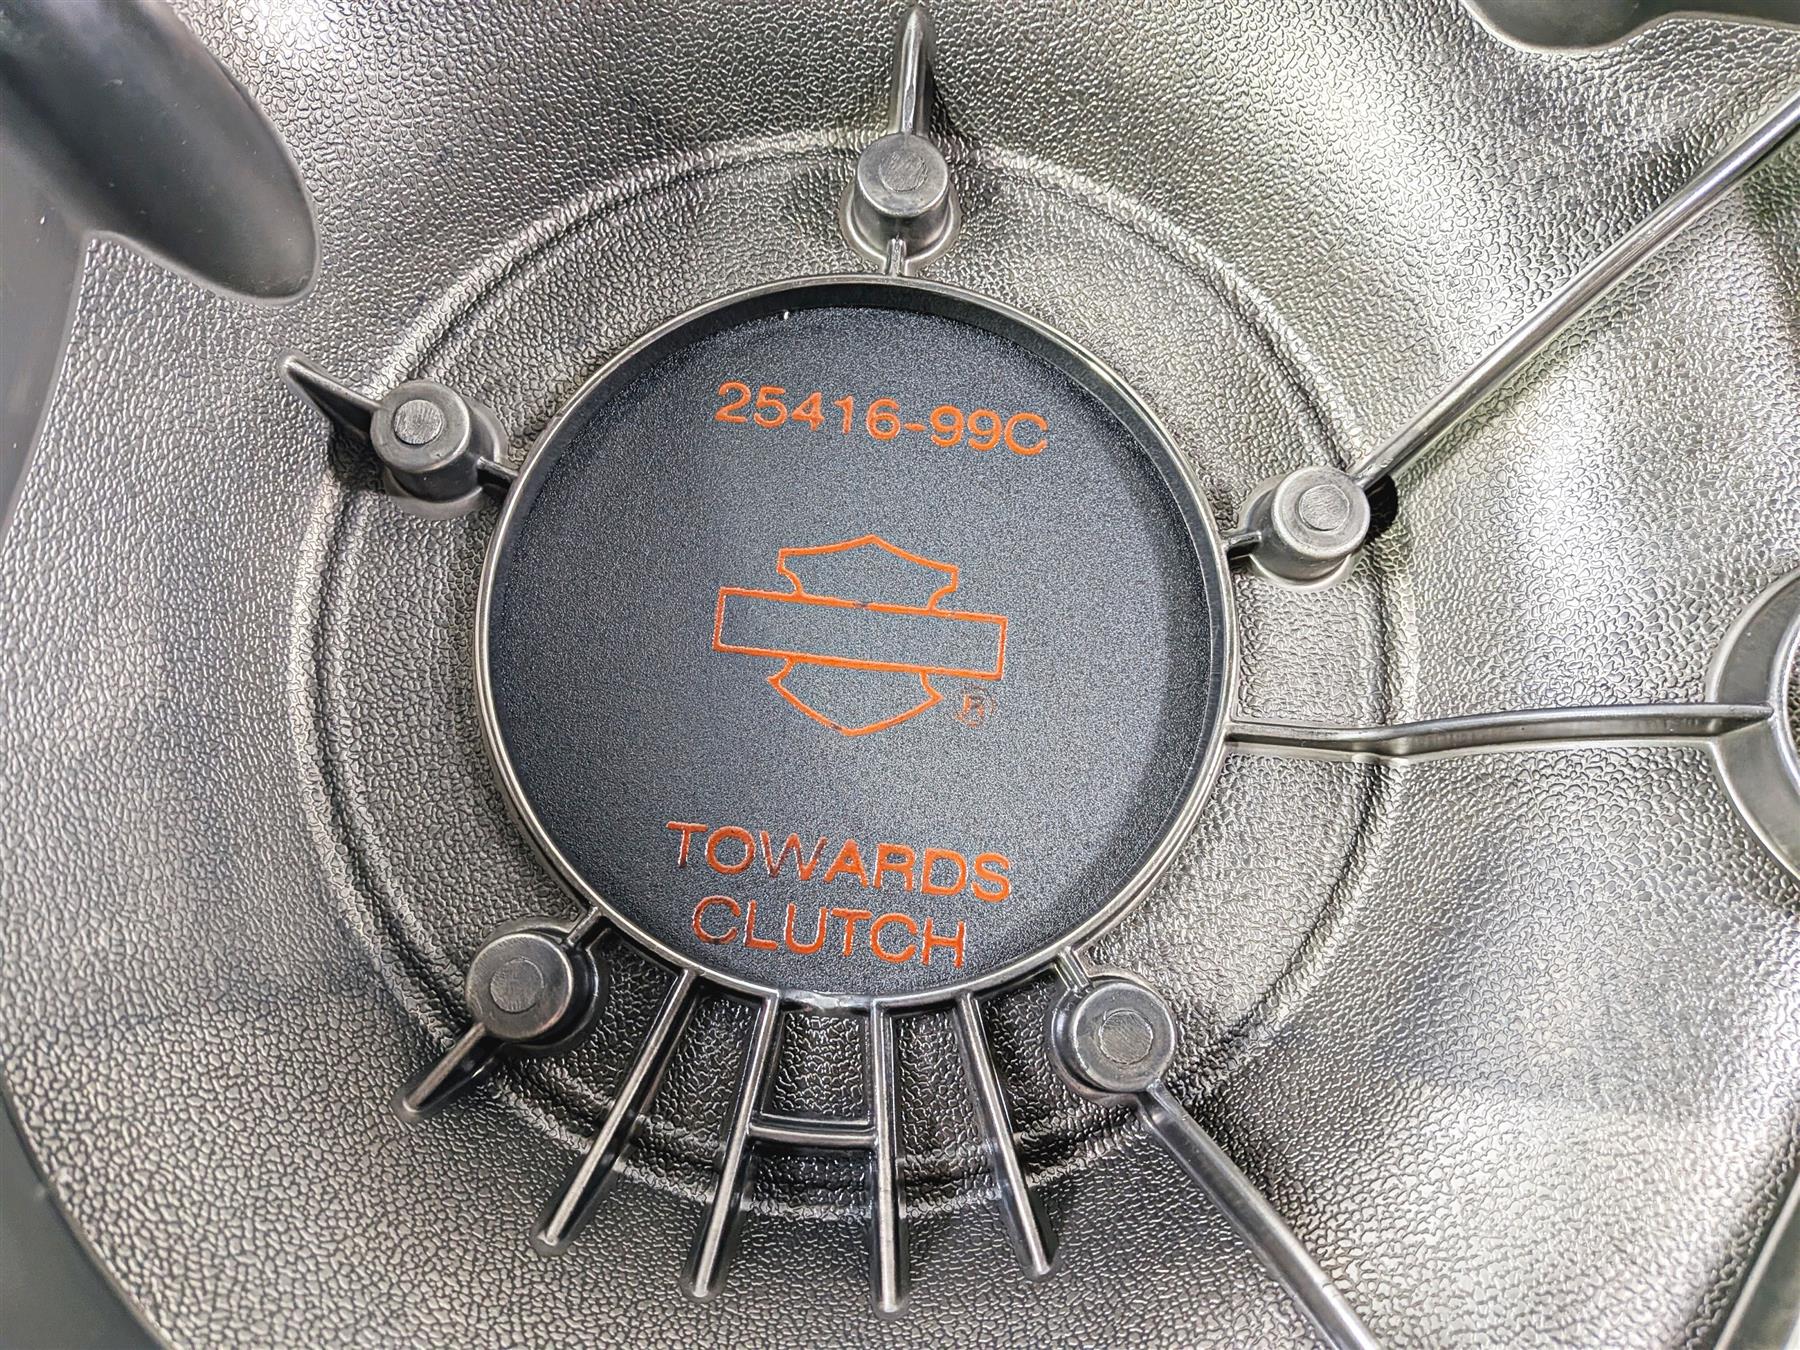 25416-99C
®
TOWARDS
CLUTCH